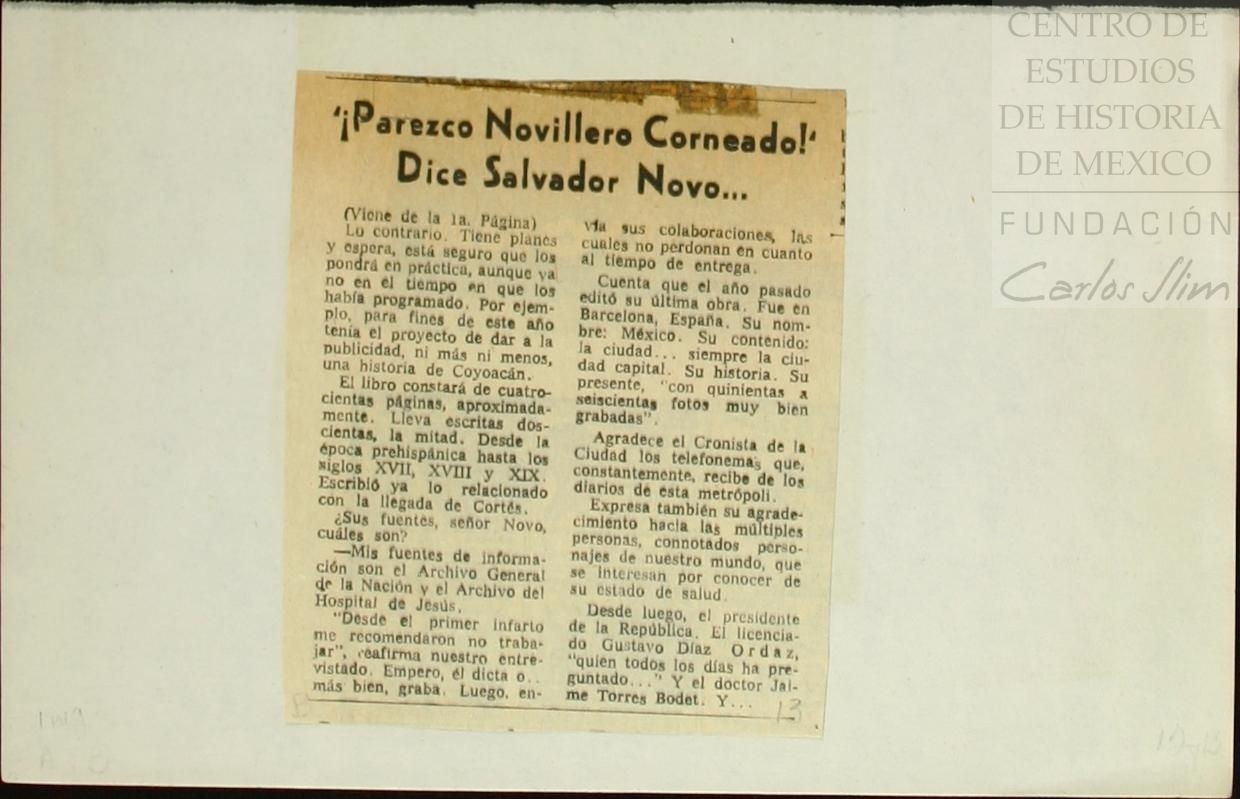 CENTRO DE
ESTUDIOS
DE HISTORIA
DE MEXICO
FUNDACIÓN
Carlos Slim
'¡Parezco Novillero Corneado!'
Dice Salvador Novo...
(Viene de la 1a. Página)
Lo contrario. Tiene planes
y espera, está seguro que los
pondrá en práctica, aunque ya
no en el tiempo en que los
había programado. Por ejem-
plo, para fines de este año
tenía el proyecto de dar a la
publicidad, ni más ni menos,
una historia de Coyoacán.
El libro constará de cuatro-
cientas páginas, aproximada-
mente. Lleva escritas dos-
cientas, la mitad. Desde la
época prehispánica hasta los
siglos XVII, XVIII y XIX.
Escribió ya lo relacionado
con la llegada de Cortés.
¿Sus fuentes, señor Novo,
cuáles son?
—Mis fuentes de informa-
ción son el Archivo General
de la Nación y el Archivo del
Hospital de Jesús.
"Desde el primer infarto
me recomendaron no traba-
jar", reafirma nuestro entre-
vistado. Empero, él dicta o..
más bien, graba. Luego, en-
vía sus colaboraciones, las
cuales no perdonan en cuanto
al tiempo de entrega.
Cuenta que el año pasado
editó su última obra. Fue en
Barcelona, España. Su nom-
bre: México. Su contenido:
la ciudad... siempre la ciu-
dad capital. Su historia. Su
presente, "con quinientas a
seiscientas fotos muy bien
grabadas".
Agradece el Cronista de la
Ciudad los telefonemas que,
constantemente, recibe de los
diarios de esta metrópoli.
Expresa también su agrade-
cimiento hacia las múltiples
personas, connotados perso-
najes de nuestro mundo, que
se interesan por conocer de
su estado de salud.
Desde luego, el presidente
de la República. El licencia-
do Gustavo Díaz Ordaz,
"quien todos los días ha pre-
guntado..." Y el doctor Jai-
me Torres Bodet. Y...
B
13